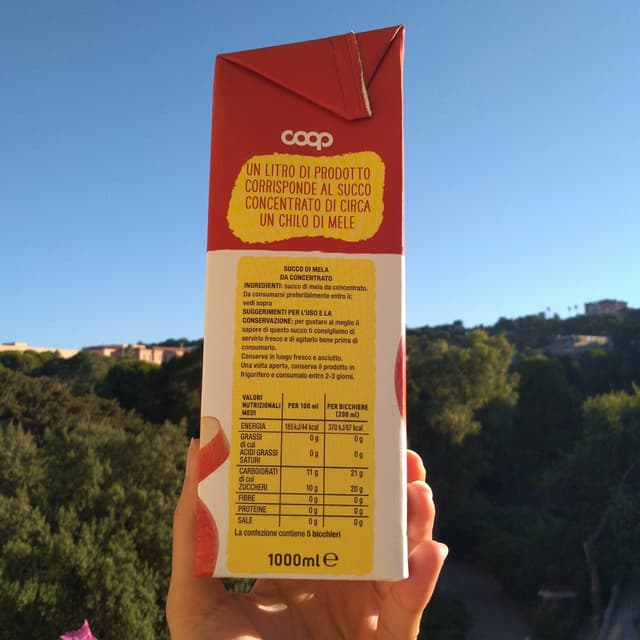 coop
UN LITRO DI PRODOTTO
CORRISPONDE AL SUCCO
CONCENTRATO DI CIRCA
UN CHILO DI MELE
SUCCO DI MELA
DA CONCENTRATO
INGREDIENTI: succo di mela da concentrato.
Da consumarsi preferibilmente entro il:
vedi sopra
SUGGERIMENTI PER L'USO E LA
CONSERVAZIONE: per gustare al meglio il
sapore di questo succo ti consigliamo di
servirlo fresco e di agitarlo bene prima di
consumarlo.
Conserva in luogo fresco e asciutto.
Una volta aperto, conserva il prodotto in
frigorifero e consumalo entro 2-3 giorni.
VALORI
NUTRIZIONALI
MEDI
PER 100 ml
PER BICCHIERE
(200 ml)
ENERGIA 185 kJ/44 kcal 370 kJ/87 kcal
GRASSI 0 g 0 g
di cui
ACIDI GRASSI
SATURI 0 g 0 g
CARBOIDRATI 11 g 21 g
di cui
ZUCCHERI 10 g 20 g
FIBRE 0 g 0 g
PROTEINE 0 g 0 g
SALE 0 g 0 g
La confezione contiene 5 bicchieri
1000ml ℮